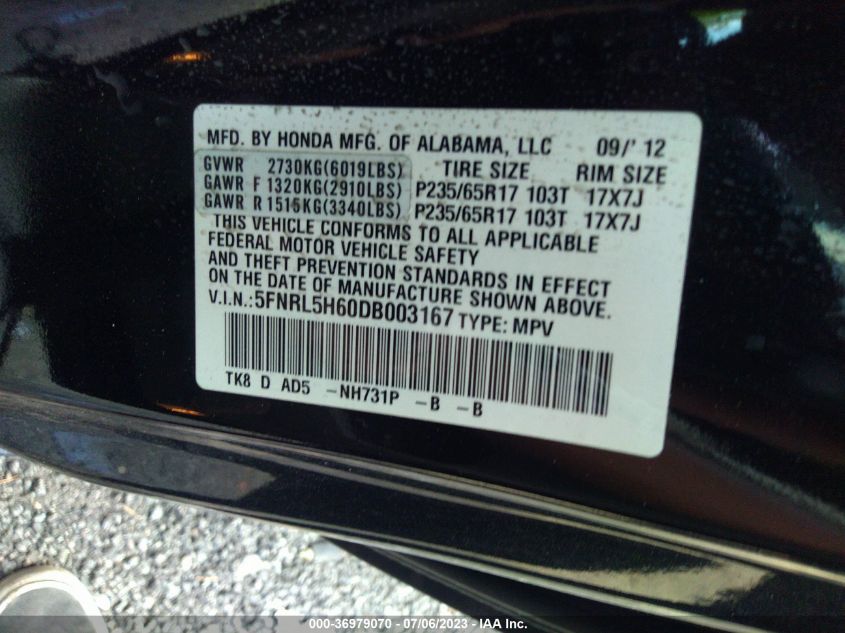 MFD. BY HONDA MFG. OF ALABAMA, LLC 09/' 12
GVWR 2730KG(6019LBS) TIRE SIZE RIM SIZE
GAWR F 1320KG(2910LBS) P235/65R17 103T 17X7J
GAWR R 1515KG(3340LBS) P235/65R17 103T 17X7J
THIS VEHICLE CONFORMS TO ALL APPLICABLE
FEDERAL MOTOR VEHICLE SAFETY
AND THEFT PREVENTION STANDARDS IN EFFECT
ON THE DATE OF MANUFACTURE SHOWN ABOVE.
V.I.N.: 5FNRL5H60DB003167 TYPE: MPV
TK8 D AD5 -NH731P -B -B
000-36979070 - 07/06/2023 - IAA Inc.